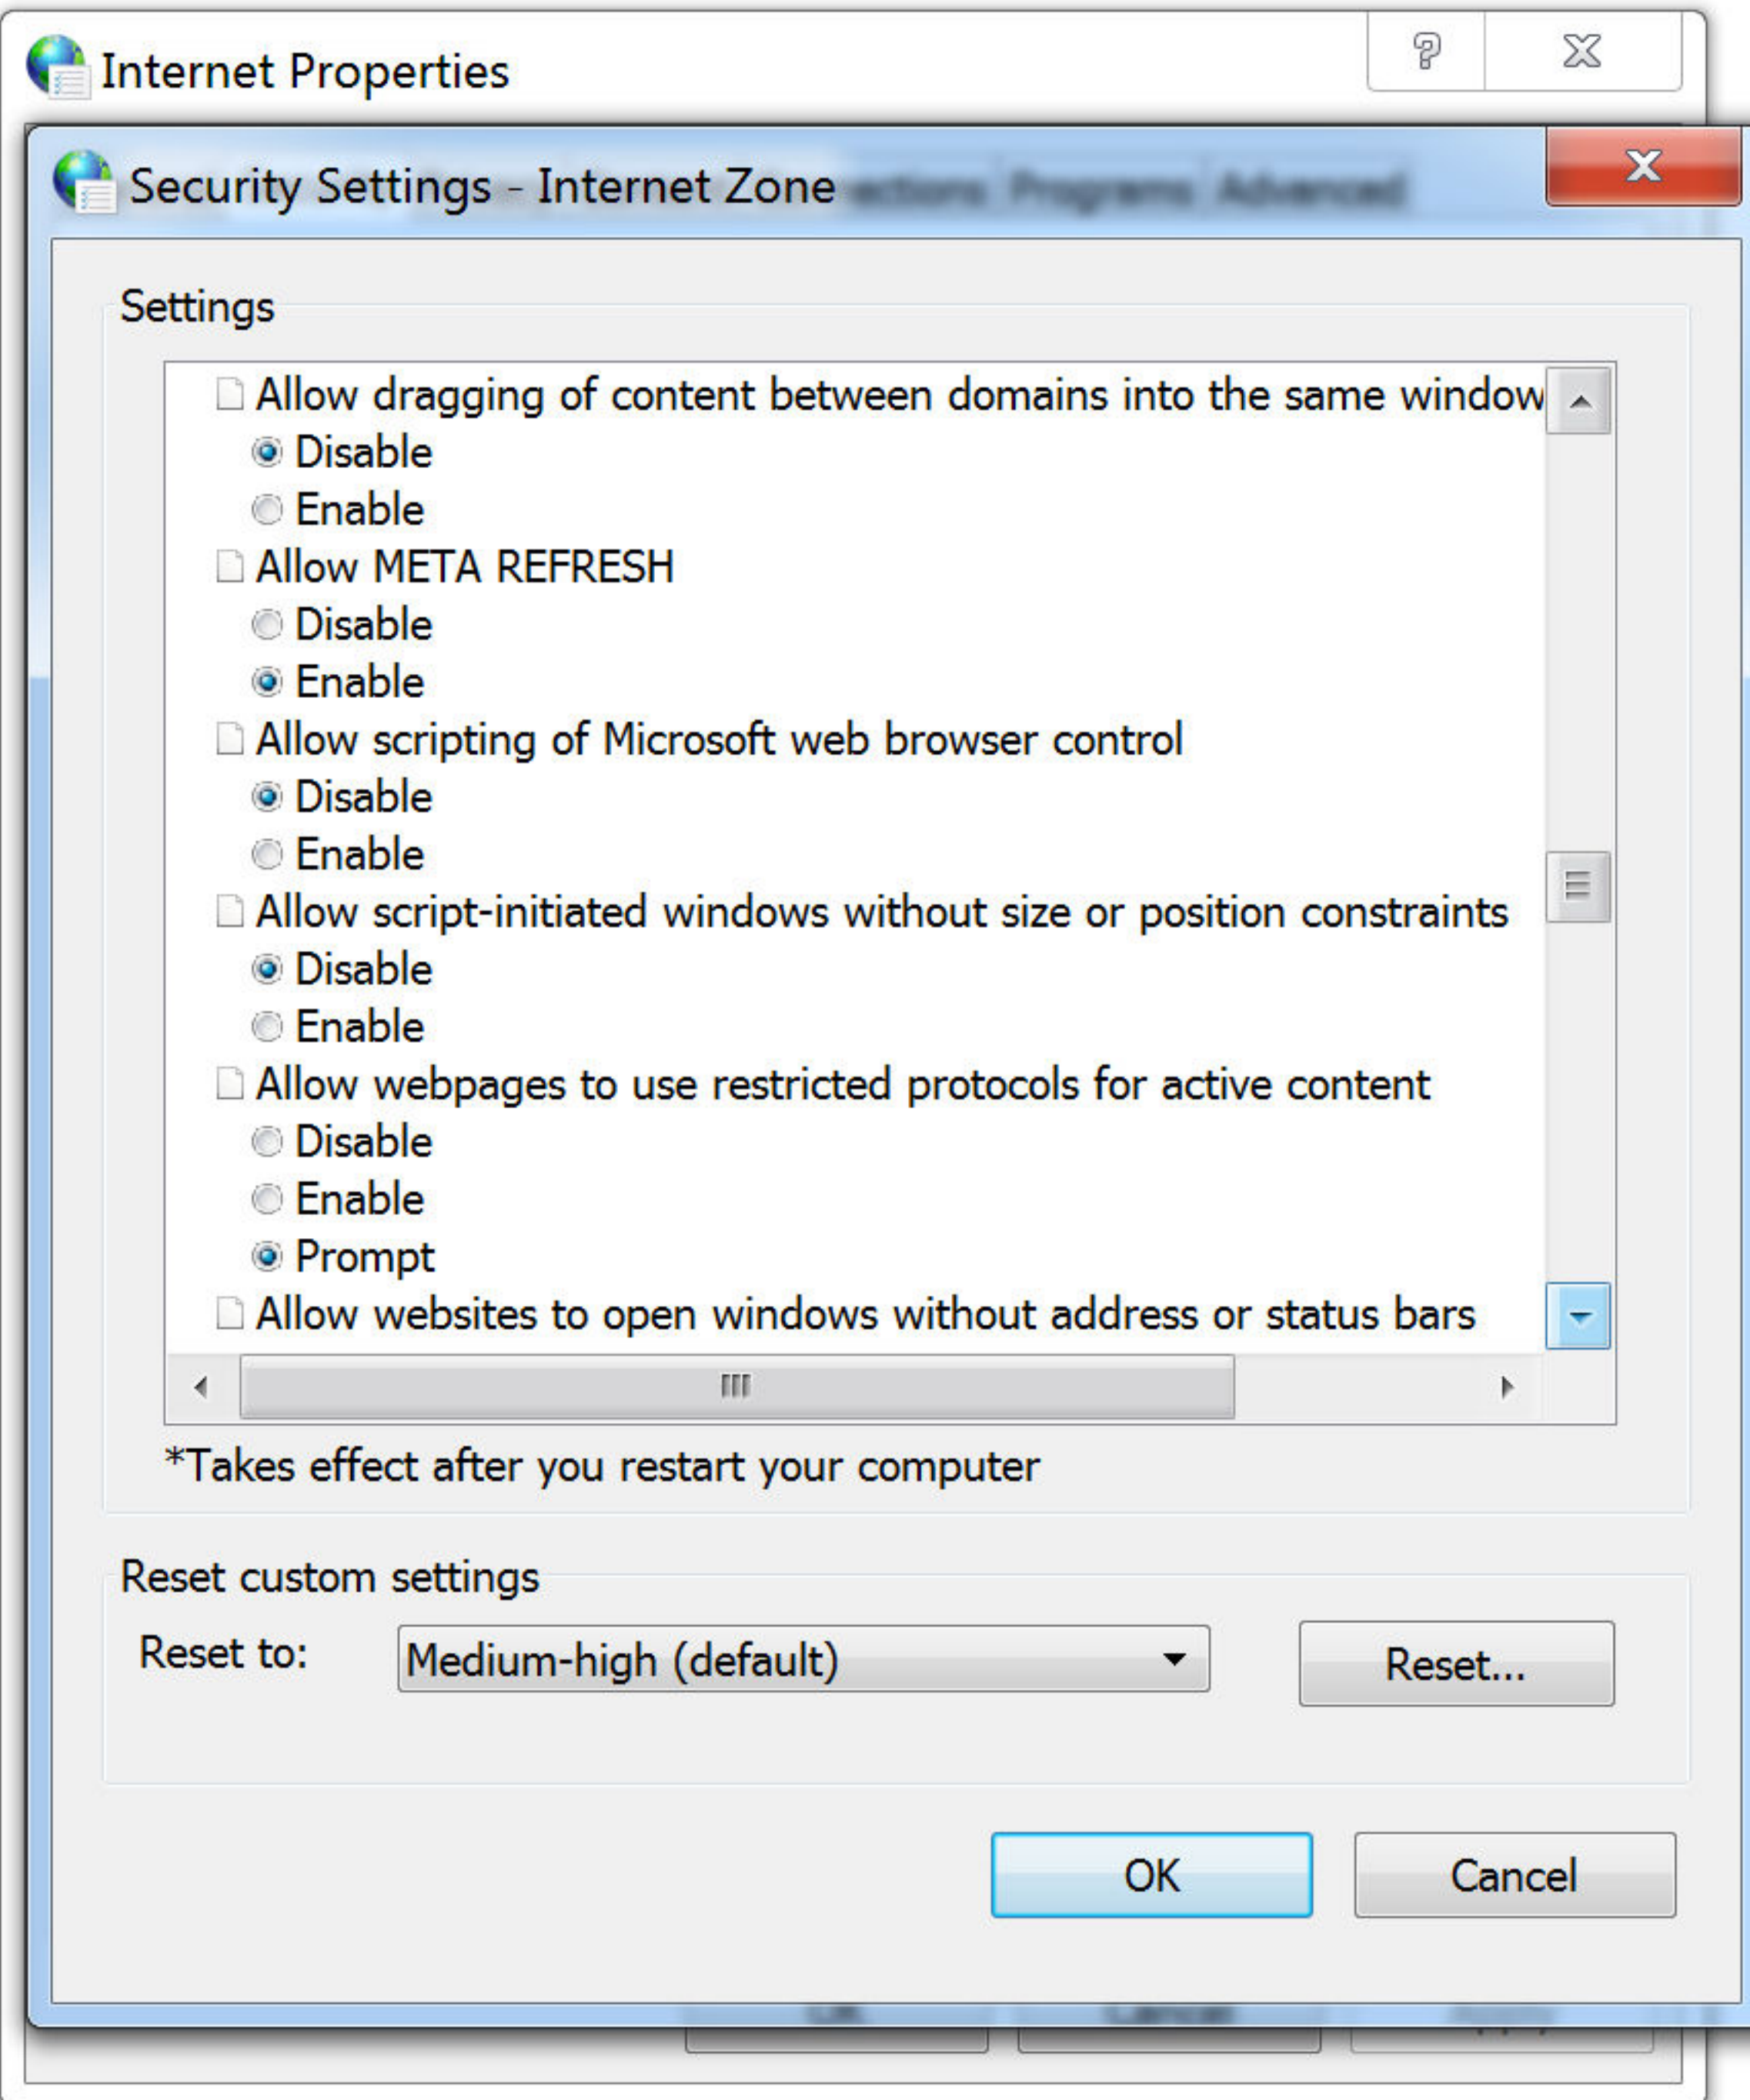 Internet Properties
Security Settings - Internet Zone
ections Programs Advanced
Settings
Allow dragging of content between domains into the same window
Disable
Enable
Allow META REFRESH
Disable
Enable
Allow scripting of Microsoft web browser control
Disable
Enable
Allow script-initiated windows without size or position constraints
Disable
Enable
Allow webpages to use restricted protocols for active content
Disable
Enable
Prompt
Allow websites to open windows without address or status bars
*Takes effect after you restart your computer
Reset custom settings
Reset to:
Medium-high (default)
Reset...
OK
Cancel